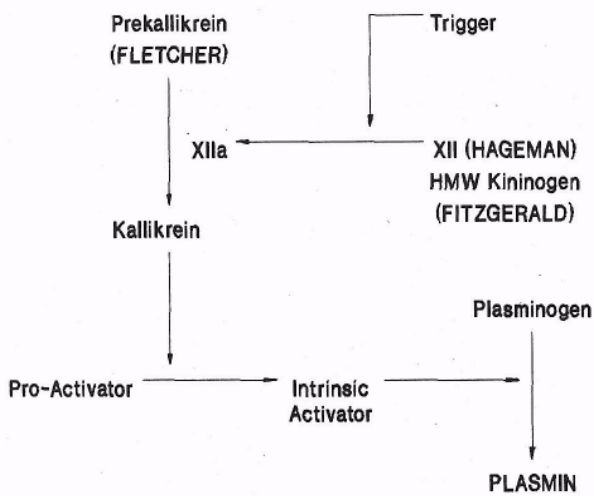 Prekallikrein
(FLETCHER)
Trigger
XIIa
XII (HAGEMAN)
HMW Kininogen
(FITZGERALD)
Kallikrein
Plasminogen
Pro-Activator
Intrinsic
Activator
PLASMIN